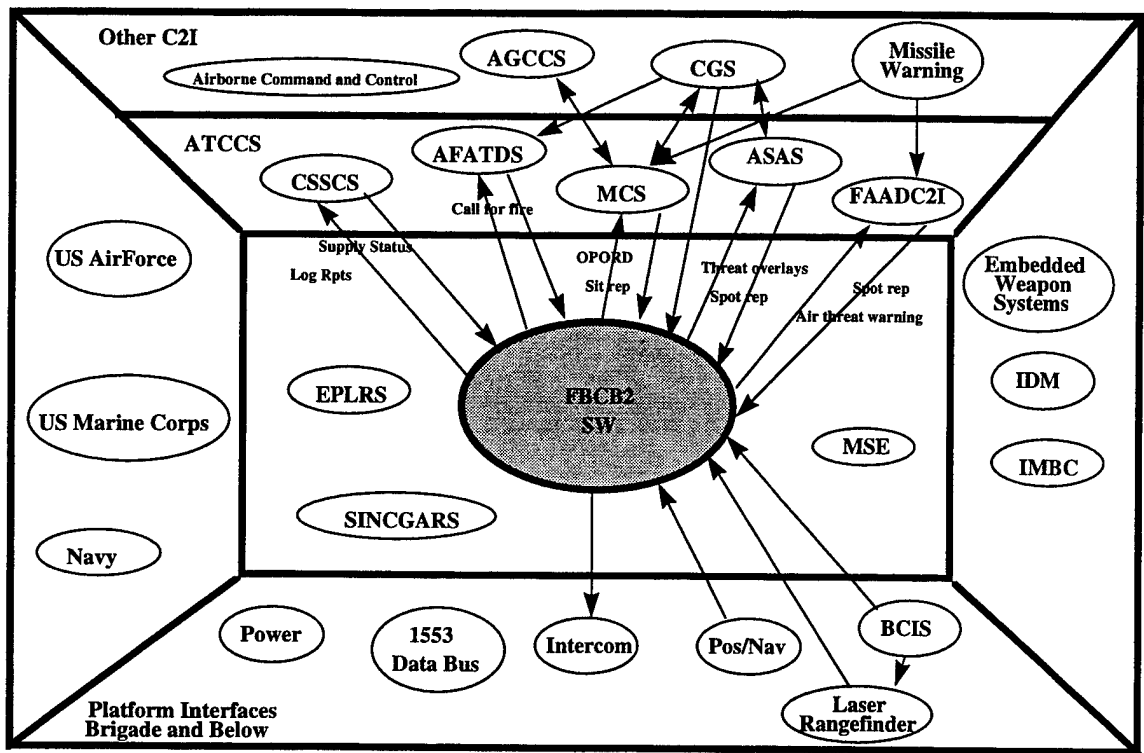 Other C2I
Airborne Command and Control
AGCCS
CGS
Missile
Warning
ATCCS
CSSCS
AFATDS
MCS
ASAS
FAADC2I
Call for fire
Supply Status
Log Rpts
OPORD
Sit rep
Threat overlays
Spot rep
Spot rep
Air threat warning
US AirForce
US Marine Corps
Navy
EPLRS
SINCGARS
FBCB2
SW
MSE
Embedded
Weapon
Systems
IDM
IMBC
Power
1553
Data Bus
Intercom
Pos/Nav
BCIS
Laser
Rangefinder
Platform Interfaces
Brigade and Below